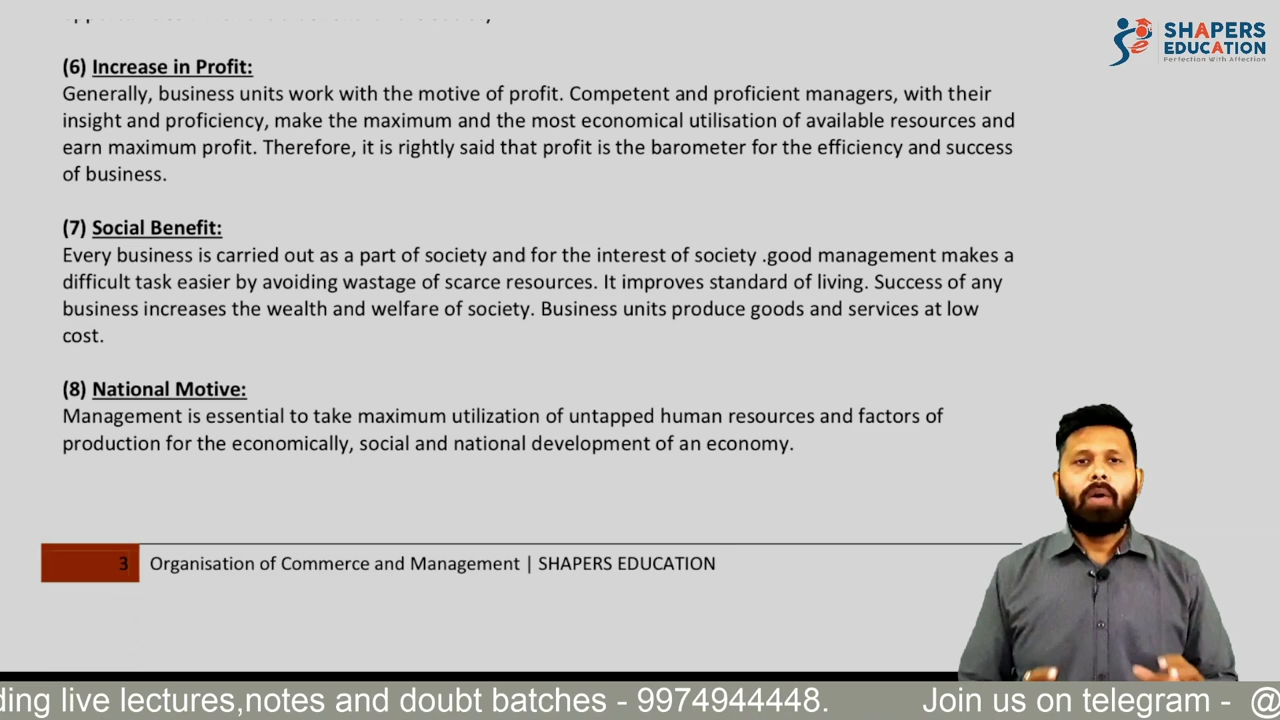 SHAPERS
EDUCATION
Perfection With Affection
(6) Increase in Profit:
Generally, business units work with the motive of profit. Competent and proficient managers, with their
insight and proficiency, make the maximum and the most economical utilisation of available resources and
earn maximum profit. Therefore, it is rightly said that profit is the barometer for the efficiency and success
of business.
(7) Social Benefit:
Every business is carried out as a part of society and for the interest of society .good management makes a
difficult task easier by avoiding wastage of scarce resources. It improves standard of living. Success of any
business increases the wealth and welfare of society. Business units produce goods and services at low
cost.
(8) National Motive:
Management is essential to take maximum utilization of untapped human resources and factors of
production for the economically, social and national development of an economy.
3 Organisation of Commerce and Management | SHAPERS EDUCATION
ding live lectures,notes and doubt batches - 9974944448. Join us on telegram - @